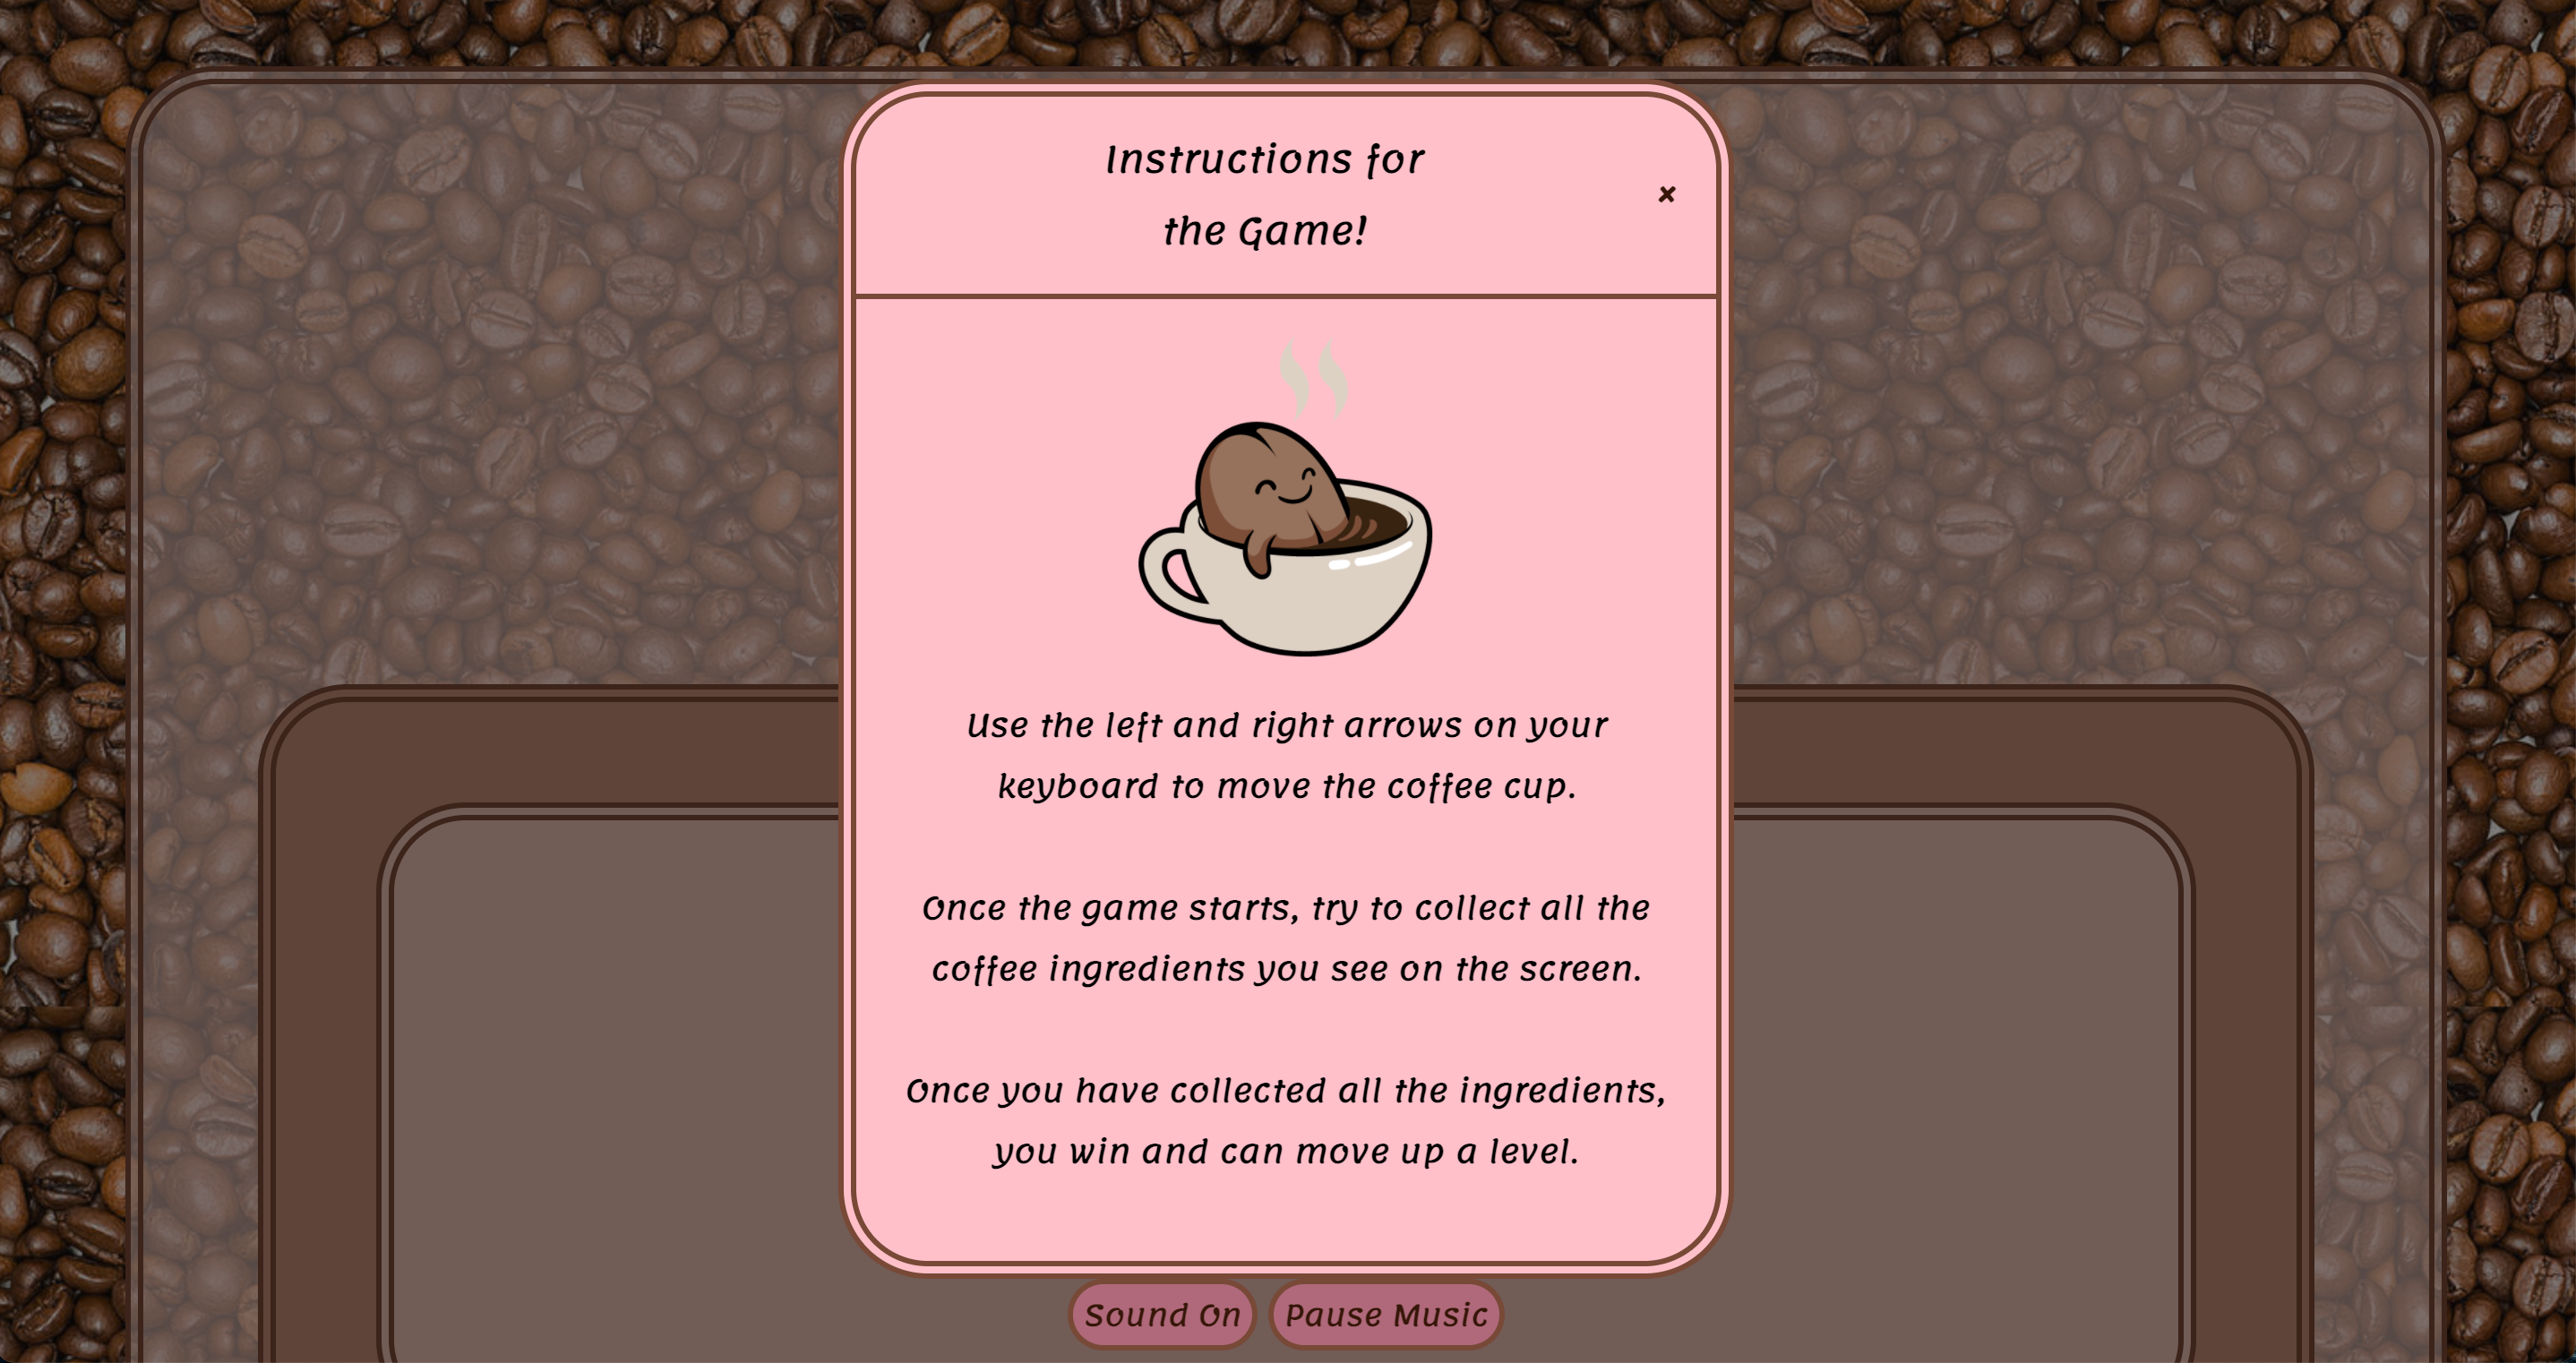 Instructions for
the Game!
×
Use the left and right arrows on your
keyboard to move the coffee cup.
Once the game starts, try to collect all the
coffee ingredients you see on the screen.
Once you have collected all the ingredients,
you win and can move up a level.
Sound On
Pause Music